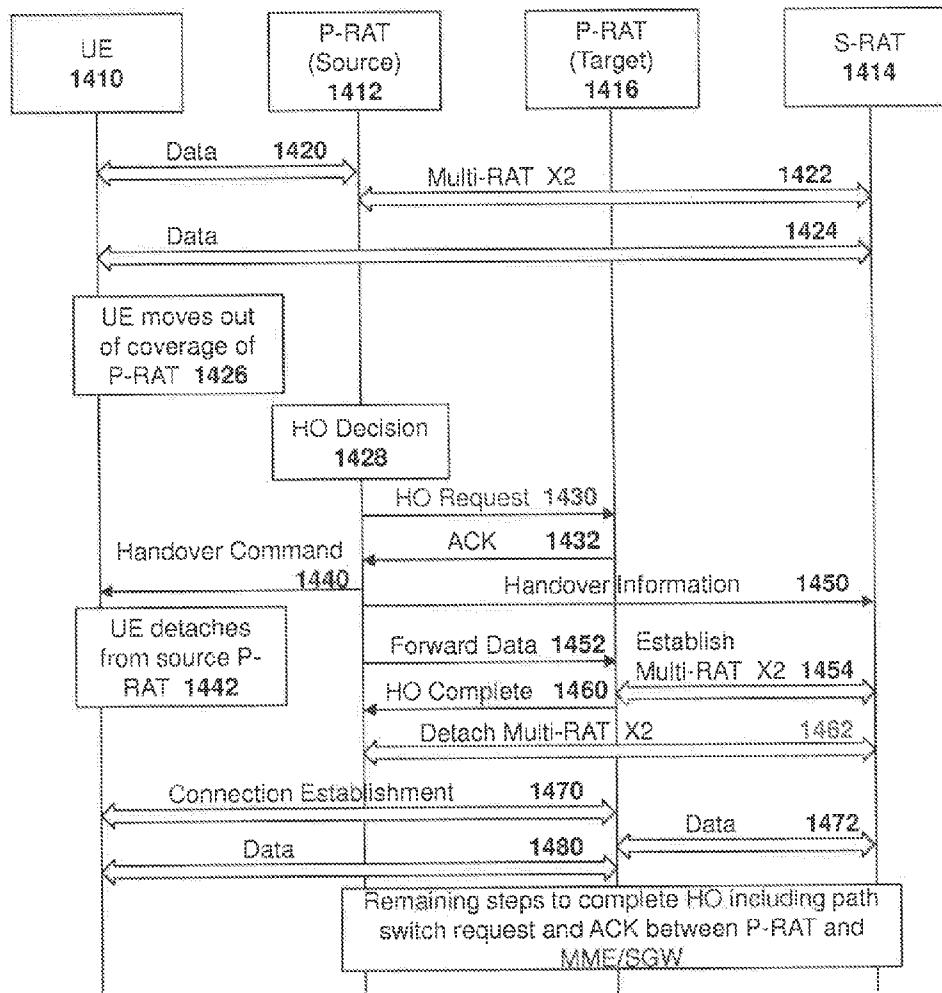 UE
1410
P-RAT
(Source)
1412
P-RAT
(Target)
1416
S-RAT
1414
Data 1420
Multi-RAT X2 1422
Data 1424
UE moves out
of coverage of
P-RAT 1426
HO Decision
1428
HO Request 1430
ACK 1432
Handover Command
1440
Handover Information 1450
UE detaches
from source P-
RAT 1442
Forward Data 1452
Establish
Multi-RAT X2 1454
HO Complete 1460
Detach Multi-RAT X2 1462
Connection Establishment 1470
Data 1472
Data 1480
Remaining steps to complete HO including path
switch request and ACK between P-RAT and
MME/SGW